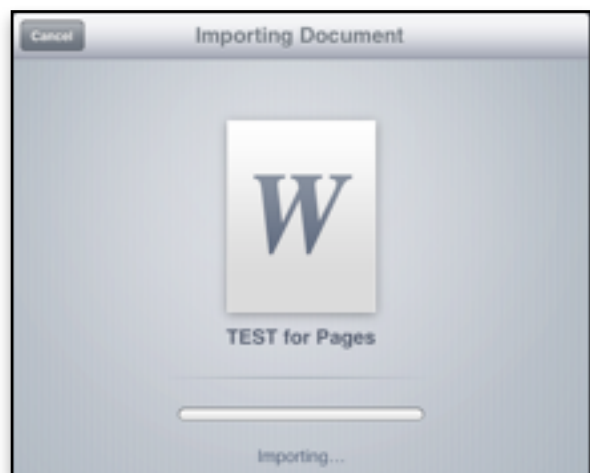 Cancel
Importing Document
W
TEST for Pages
Importing...